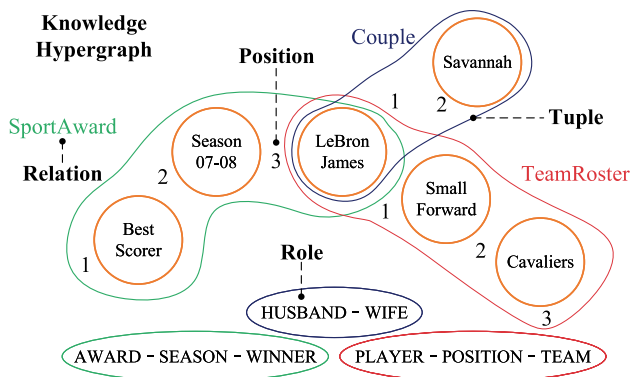 Knowledge
Hypergraph
Position
Couple
Savannah
1
2
Tuple
SportAward
Relation
Season
07-08
2
3
LeBron
James
TeamRoster
1
Small
Forward
2
Best
Scorer
1
Cavaliers
3
Role
HUSBAND – WIFE
AWARD – SEASON – WINNER
PLAYER – POSITION – TEAM